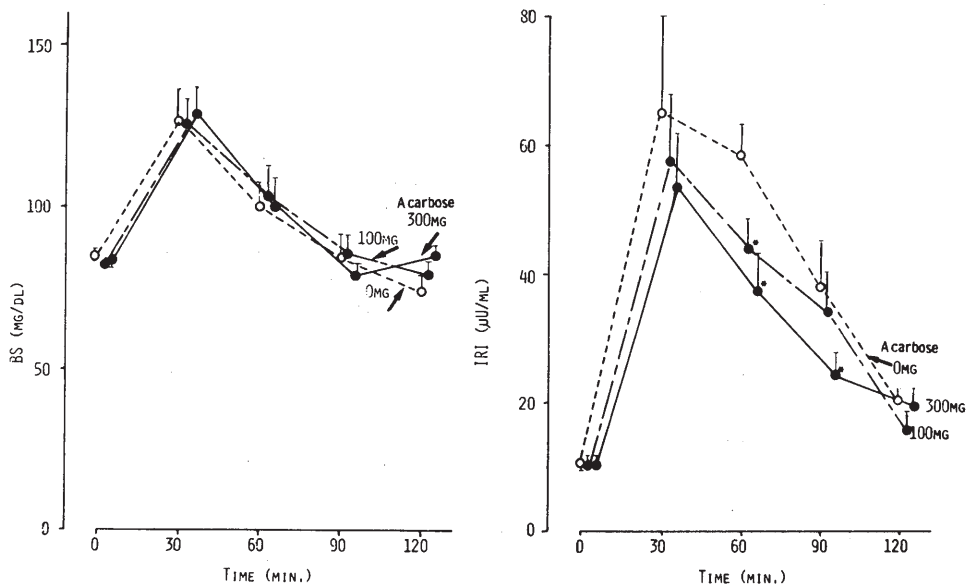 150
100
50
0
BS (MG/DL)
0 30 60 90 120
TIME (MIN.)
Acarbose
300MG
100MG
0MG
80
60
40
20
0
IRI (μU/ML)
0 30 60 90 120
TIME (MIN.)
*
*
*
Acarbose
0MG
300MG
100MG